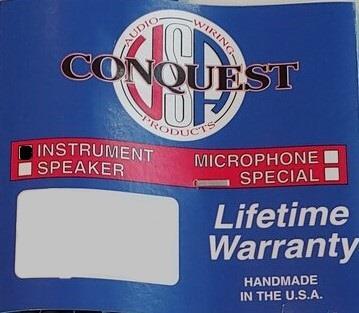 AUDIO WIRING
USA
CONQUEST
PRODUCTS
INSTRUMENT
SPEAKER
MICROPHONE
SPECIAL
Lifetime
Warranty
HANDMADE
IN THE U.S.A.